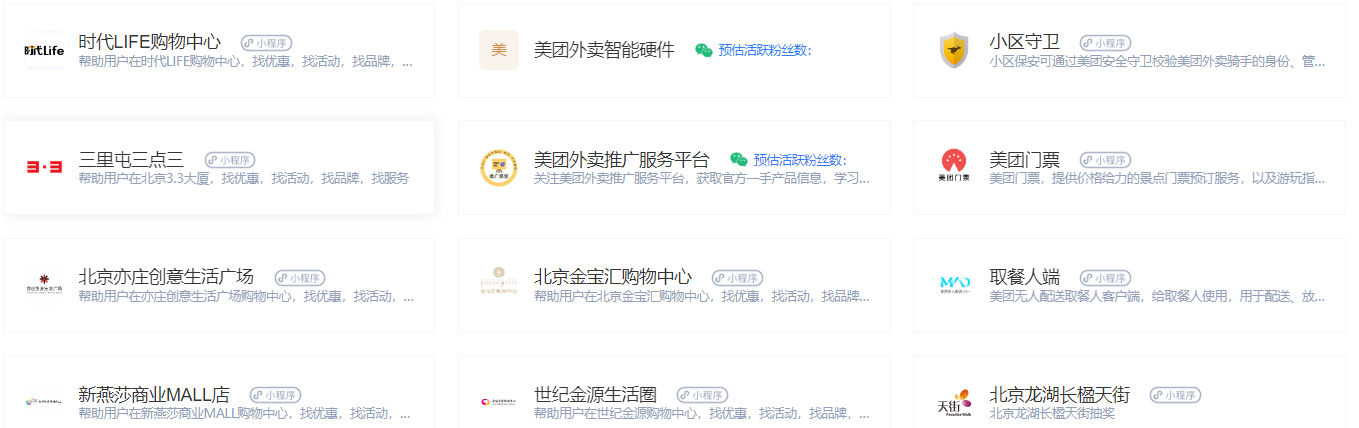 时代Life
时代LIFE购物中心 小程序
帮助用户在时代LIFE购物中心，找优惠，找活动，找品牌，...
美
美团外卖智能硬件 预估活跃粉丝数:
小区守卫 小程序
小区保安可通过美团安全守卫校验美团外卖骑手的身份、管...
3·3
三里屯三点三 小程序
帮助用户在北京3.3大厦，找优惠，找活动，找品牌，找服务
美团外卖推广服务平台 预估活跃粉丝数:
关注美团外卖推广服务平台，获取官方一手产品信息，学习...
美团门票
美团门票 小程序
美团门票，提供价格给力的景点门票预订服务，以及游玩指...
北京亦庄创意生活广场 小程序
帮助用户在亦庄创意生活广场购物中心，找优惠，找活动，...
北京金宝汇购物中心 小程序
帮助用户在北京金宝汇购物中心，找优惠，找活动，找品牌...
取餐人端 小程序
美团无人配送取餐人客户端，给取餐人使用，用于配送、放...
新燕莎商业MALL店 小程序
帮助用户在新燕莎商业MALL购物中心，找优惠，找活动，...
世纪金源生活圈 小程序
帮助用户在世纪金源购物中心，找优惠，找活动，找品牌，...
天街
Paradise Walk
北京龙湖长楹天街 小程序
北京龙湖长楹天街抽奖